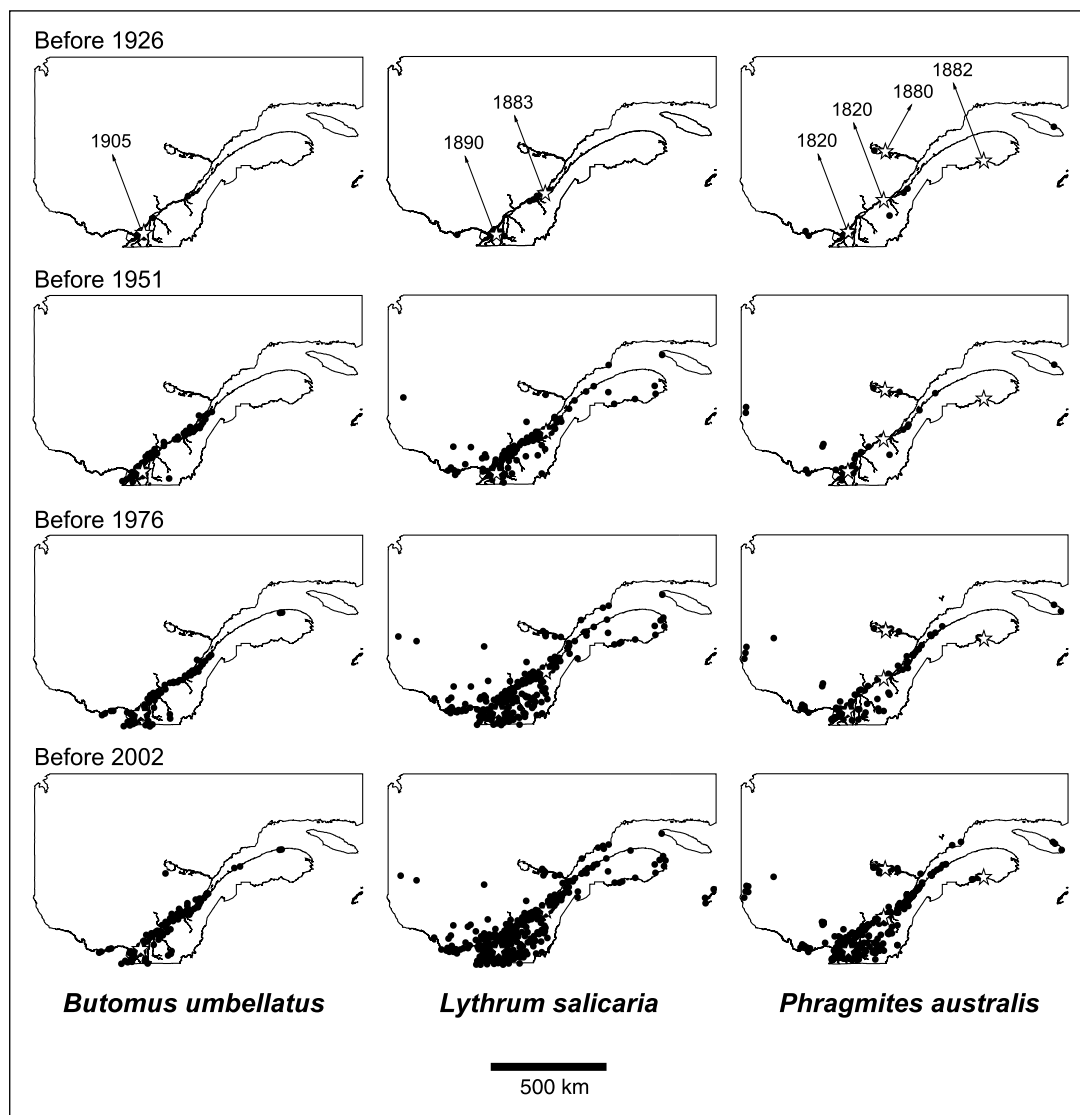 Before 1926
1905
1883
1890
1882
1880
1820
1820
Before 1951
Before 1976
Before 2002
Butomus umbellatus
Lythrum salicaria
Phragmites australis
500 km